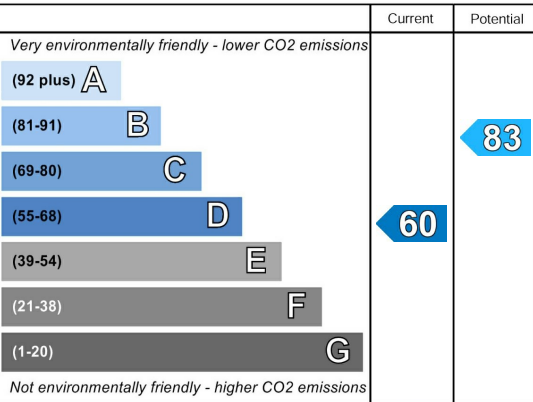 Current Potential
Very environmentally friendly - lower CO2 emissions
(92 plus) A
(81-91) B
83
(69-80) C
(55-68) D
60
(39-54) E
(21-38) F
(1-20) G
Not environmentally friendly - higher CO2 emissions